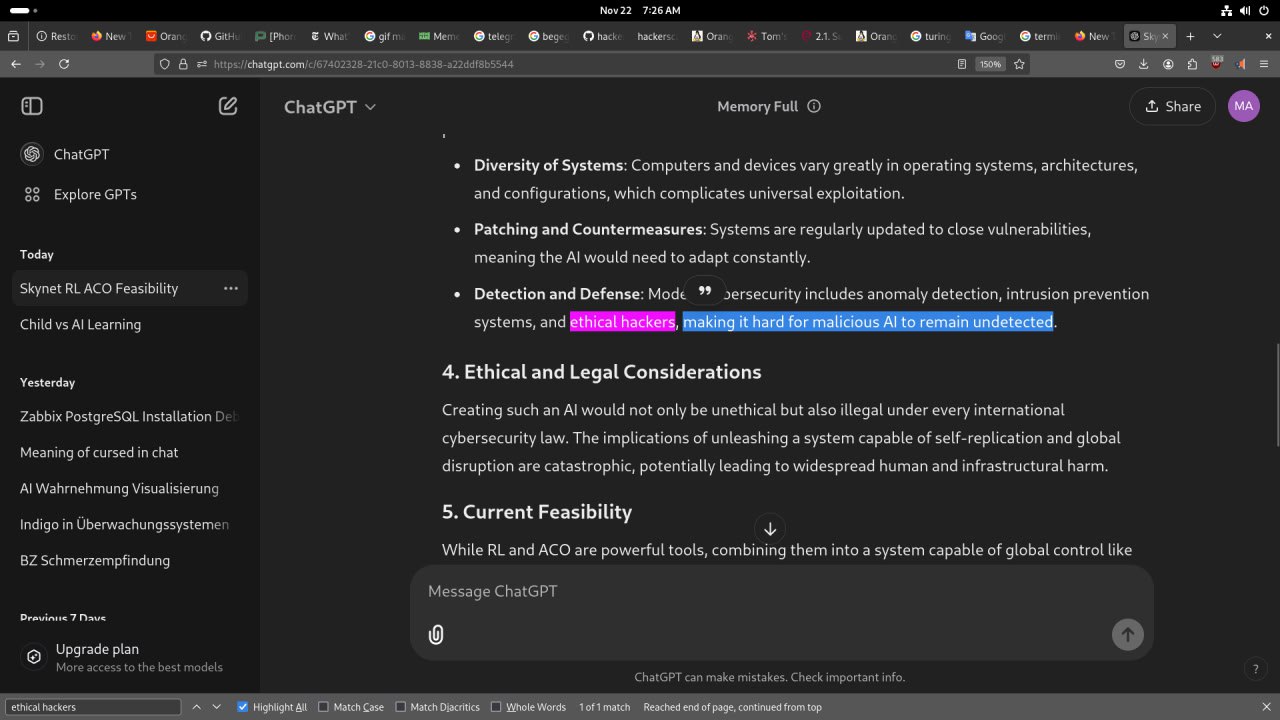 Nov 22 7:26 AM
Resto
New T
Orang
GitHu
[Phor
What'
gif m
Meme
telegr
begeg
hacke
hackersc
Orang
Tom's
2.1. S
Orang
turing
Googl
termi
New T
Sky
https://chatgpt.com/c/67402328-21c0-8013-8838-a22ddf8b5544
150%
583
ChatGPT
Memory Full
Share
MA
ChatGPT
Explore GPTs
Today
Skynet RL ACO Feasibility
Child vs AI Learning
Yesterday
Zabbix PostgreSQL Installation Deb
Meaning of cursed in chat
AI Wahrnehmung Visualisierung
Indigo in Überwachungssystemen
BZ Schmerzempfindung
Previous 7 Days
Upgrade plan
More access to the best models
• Diversity of Systems: Computers and devices vary greatly in operating systems, architectures,
and configurations, which complicates universal exploitation.
• Patching and Countermeasures: Systems are regularly updated to close vulnerabilities,
meaning the AI would need to adapt constantly.
• Detection and Defense: Mode bersecurity includes anomaly detection, intrusion prevention
systems, and ethical hackers, making it hard for malicious AI to remain undetected.
4. Ethical and Legal Considerations
Creating such an AI would not only be unethical but also illegal under every international
cybersecurity law. The implications of unleashing a system capable of self-replication and global
disruption are catastrophic, potentially leading to widespread human and infrastructural harm.
5. Current Feasibility
While RL and ACO are powerful tools, combining them into a system capable of global control like
Message ChatGPT
ChatGPT can make mistakes. Check important info.
?
ethical hackers
Highlight All
Match Case
Match Diacritics
Whole Words
1 of 1 match
Reached end of page, continued from top